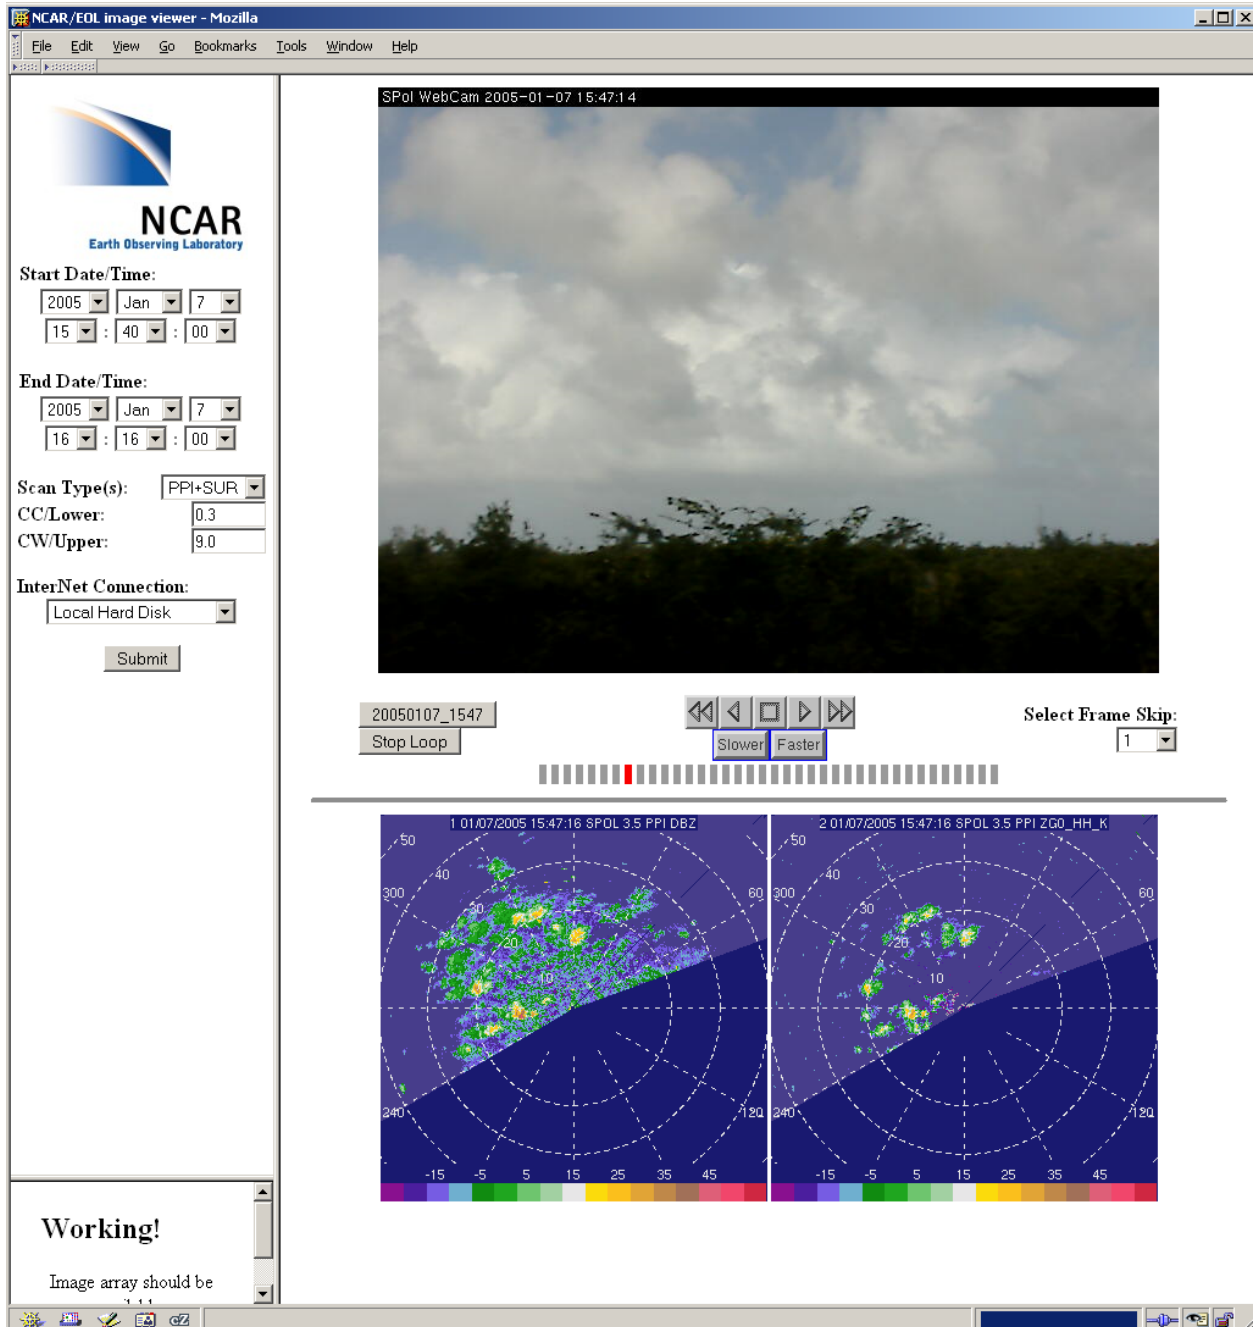 NCAR/EOL image viewer - Mozilla
File Edit View Go Bookmarks Tools Window Help
NCAR
Earth Observing Laboratory
Start Date/Time:
2005 Jan 7
15 : 40 : 00
End Date/Time:
2005 Jan 7
16 : 16 : 00
Scan Type(s): PPI+SUR
CC/Lower: 0.3
CW/Upper: 9.0
InterNet Connection:
Local Hard Disk
Submit
Working!
Image array should be
SPol WebCam 2005-01-07 15:47:14
20050107_1547
Stop Loop
Slower Faster
Select Frame Skip:
1
1 01/07/2005 15:47:16 SPOL 3.5 PPI DBZ
50
40
300 60
30
20
10
240 120
-15 -5 5 15 25 35 45
2 01/07/2005 15:47:16 SPOL 3.5 PPI ZG0_HH_K
50
40
300 60
30
20
10
240 120
-15 -5 5 15 25 35 45